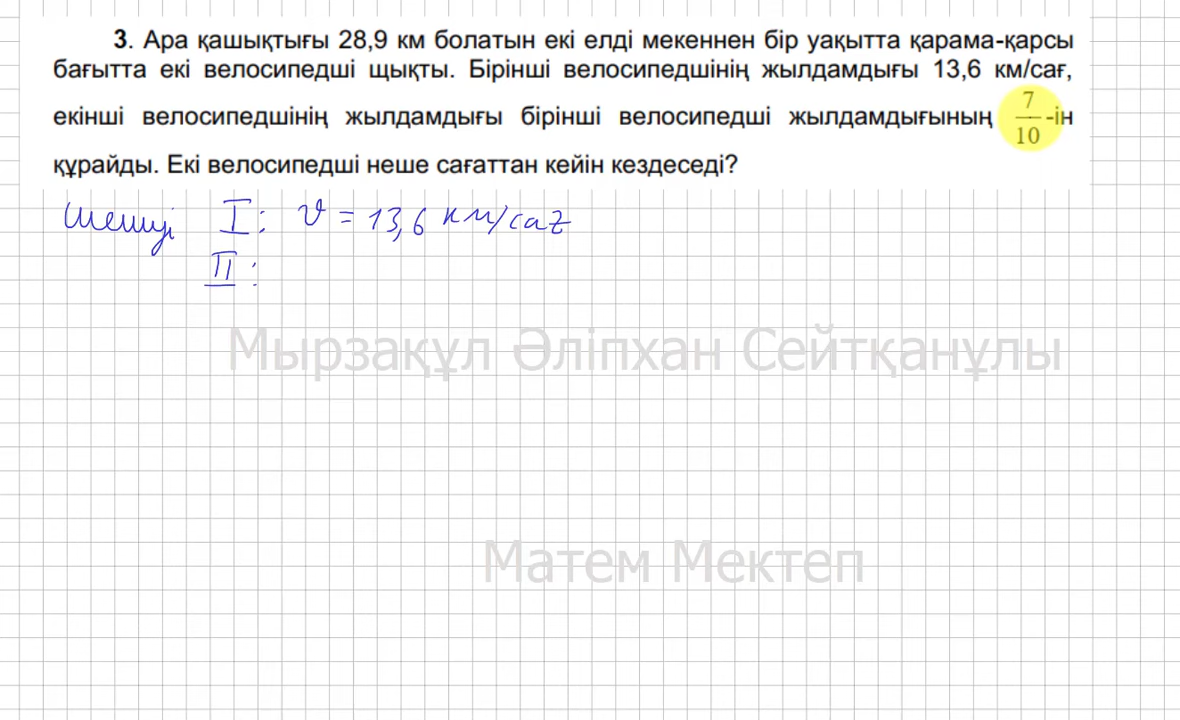 3. Ара қашықтығы 28,9 км болатын екі елді мекеннен бір уақытта қарама-қарсы
бағытта екі велосипедші щықты. Бірінші велосипедшінің жылдамдығы 13,6 км/сағ,
екінші велосипедшінің жылдамдығы бірінші велосипедші жылдамдығының 7/10-ін
құрайды. Екі велосипедші неше сағаттан кейін кездеседі?
Шешуі I: υ = 13,6 км/сағ
II:
Мырзақұл Әліпхан Сейтқанұлы
Матем Мектеп